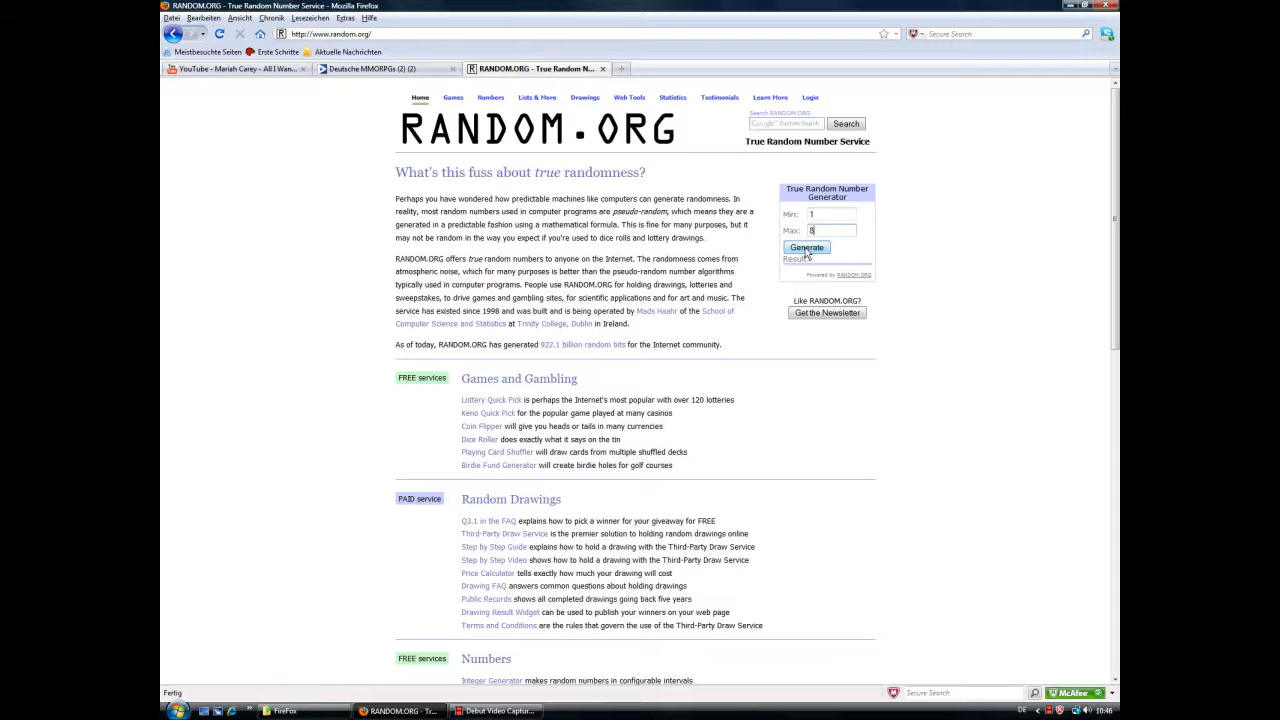 RANDOM.ORG - True Random Number Service - Mozilla Firefox
Datei Bearbeiten Ansicht Chronik Lesezeichen Extras Hilfe
http://www.random.org/
Secure Search
Meistbesuchte Seiten Erste Schritte Aktuelle Nachrichten
YouTube - Mariah Carey - All I Wan...
Deutsche MMORPGs (2) (2)
RANDOM.ORG - True Random N...
Home Games Numbers Lists & More Drawings Web Tools Statistics Testimonials Learn More Login
Search RANDOM.ORG
Google™ Custom Search Search
RANDOM.ORG
True Random Number Service
What's this fuss about true randomness?
Perhaps you have wondered how predictable machines like computers can generate randomness. In
reality, most random numbers used in computer programs are pseudo-random, which means they are a
generated in a predictable fashion using a mathematical formula. This is fine for many purposes, but it
may not be random in the way you expect if you're used to dice rolls and lottery drawings.
RANDOM.ORG offers true random numbers to anyone on the Internet. The randomness comes from
atmospheric noise, which for many purposes is better than the pseudo-random number algorithms
typically used in computer programs. People use RANDOM.ORG for holding drawings, lotteries and
sweepstakes, to drive games and gambling sites, for scientific applications and for art and music. The
service has existed since 1998 and was built and is being operated by Mads Haahr of the School of
Computer Science and Statistics at Trinity College, Dublin in Ireland.
As of today, RANDOM.ORG has generated 922.1 billion random bits for the Internet community.
True Random Number
Generator
Min: 1
Max: 8
Generate
Result:
Powered by RANDOM.ORG
Like RANDOM.ORG?
Get the Newsletter
FREE services
Games and Gambling
Lottery Quick Pick is perhaps the Internet's most popular with over 120 lotteries
Keno Quick Pick for the popular game played at many casinos
Coin Flipper will give you heads or tails in many currencies
Dice Roller does exactly what it says on the tin
Playing Card Shuffler will draw cards from multiple shuffled decks
Birdie Fund Generator will create birdie holes for golf courses
PAID service
Random Drawings
Q3.1 in the FAQ explains how to pick a winner for your giveaway for FREE
Third-Party Draw Service is the premier solution to holding random drawings online
Step by Step Guide explains how to hold a drawing with the Third-Party Draw Service
Step by Step Video shows how to hold a drawing with the Third-Party Draw Service
Price Calculator tells exactly how much your drawing will cost
Drawing FAQ answers common questions about holding drawings
Public Records shows all completed drawings going back five years
Drawing Result Widget can be used to publish your winners on your web page
Terms and Conditions are the rules that govern the use of the Third-Party Draw Service
FREE services
Numbers
Integer Generator makes random numbers in configurable intervals
Fertig
Secure Search
McAfee
FireFox
RANDOM.ORG - Tr...
Debut Video Captur...
DE
10:46